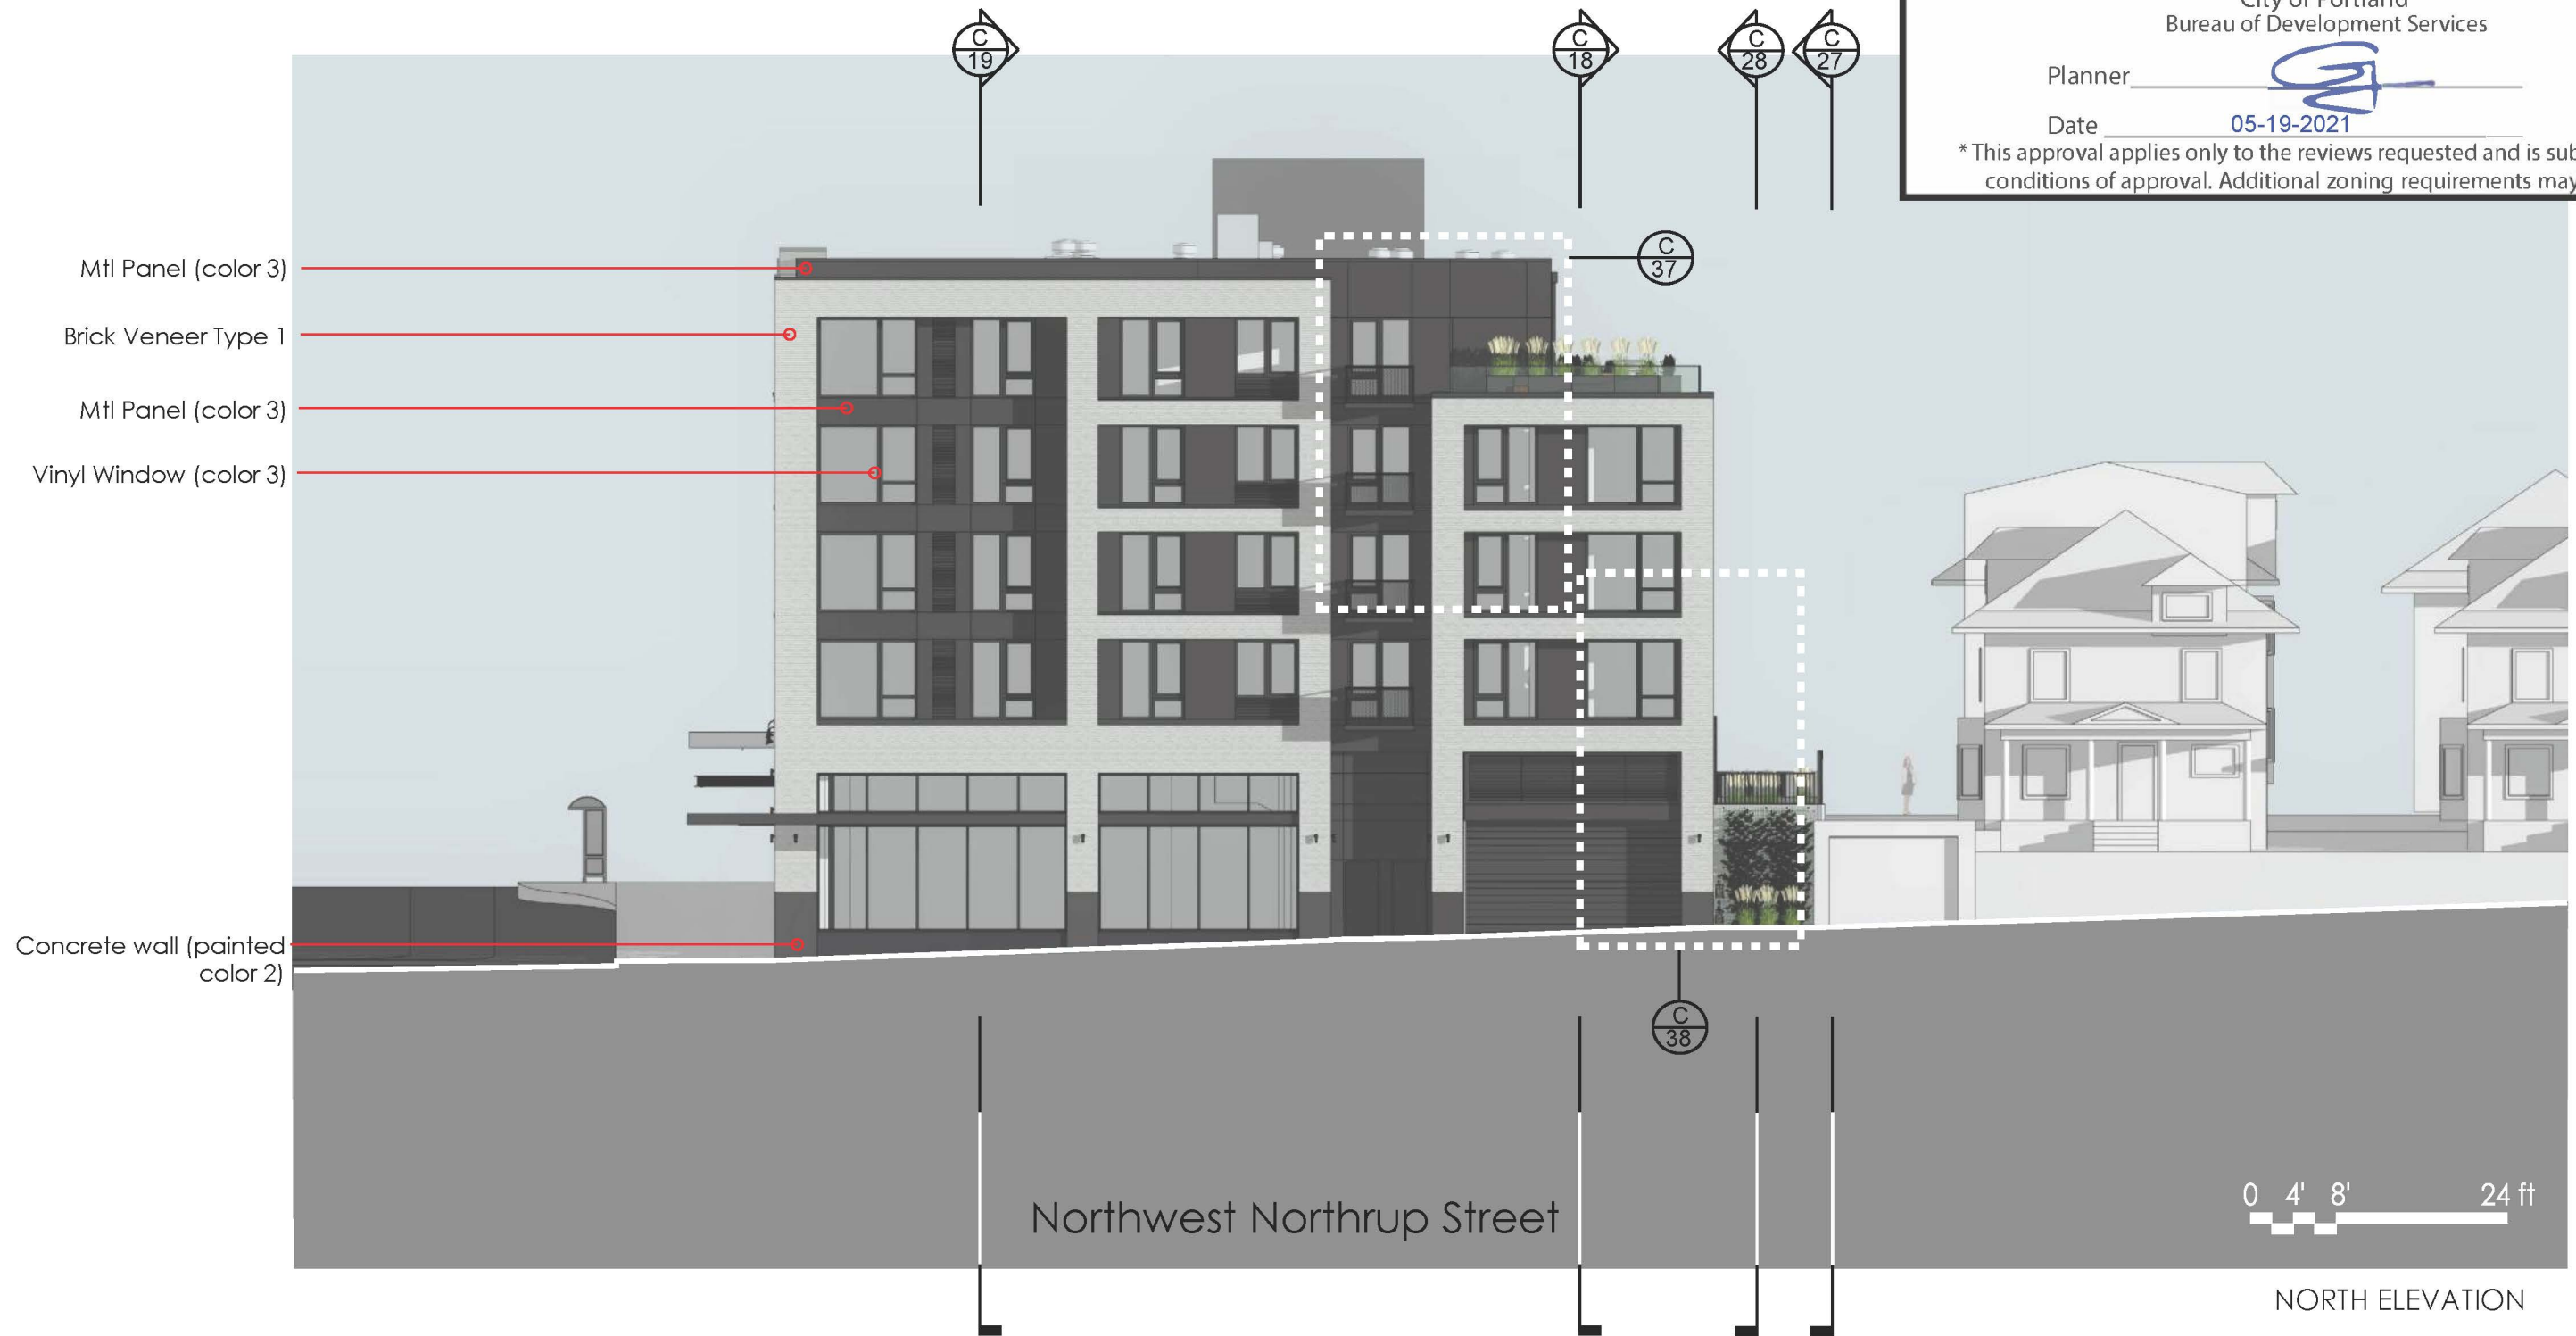 City of Portland
Bureau of Development Services
Planner
Date 05-19-2021
* This approval applies only to the reviews requested and is
conditions of approval. Additional zoning requirements may
C
19
C
18
C
28
C
27
C
37
Mtl Panel (color 3)
Brick Veneer Type 1
Mtl Panel (color 3)
Vinyl Window (color 3)
Concrete wall (painted
color 2)
C
38
Northwest Northrup Street
0 4' 8' 24 ft
NORTH ELEVATION